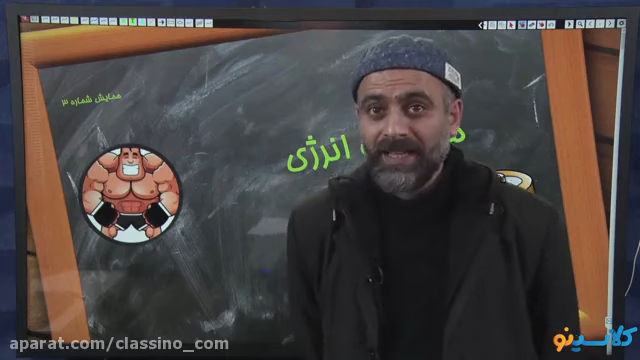 همایش شماره ۳
انرژی
aparat.com/classino_com
کلاسینو